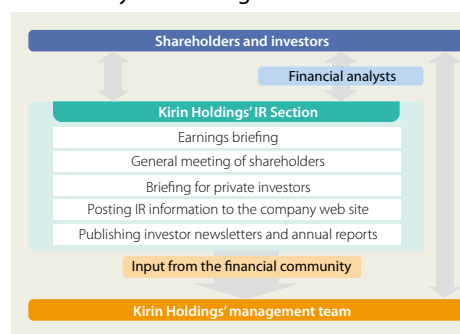 Shareholders and investors
Financial analysts
Kirin Holdings' IR Section
Earnings briefing
General meeting of shareholders
Briefing for private investors
Posting IR information to the company web site
Publishing investor newsletters and annual reports
Input from the financial community
Kirin Holdings' management team